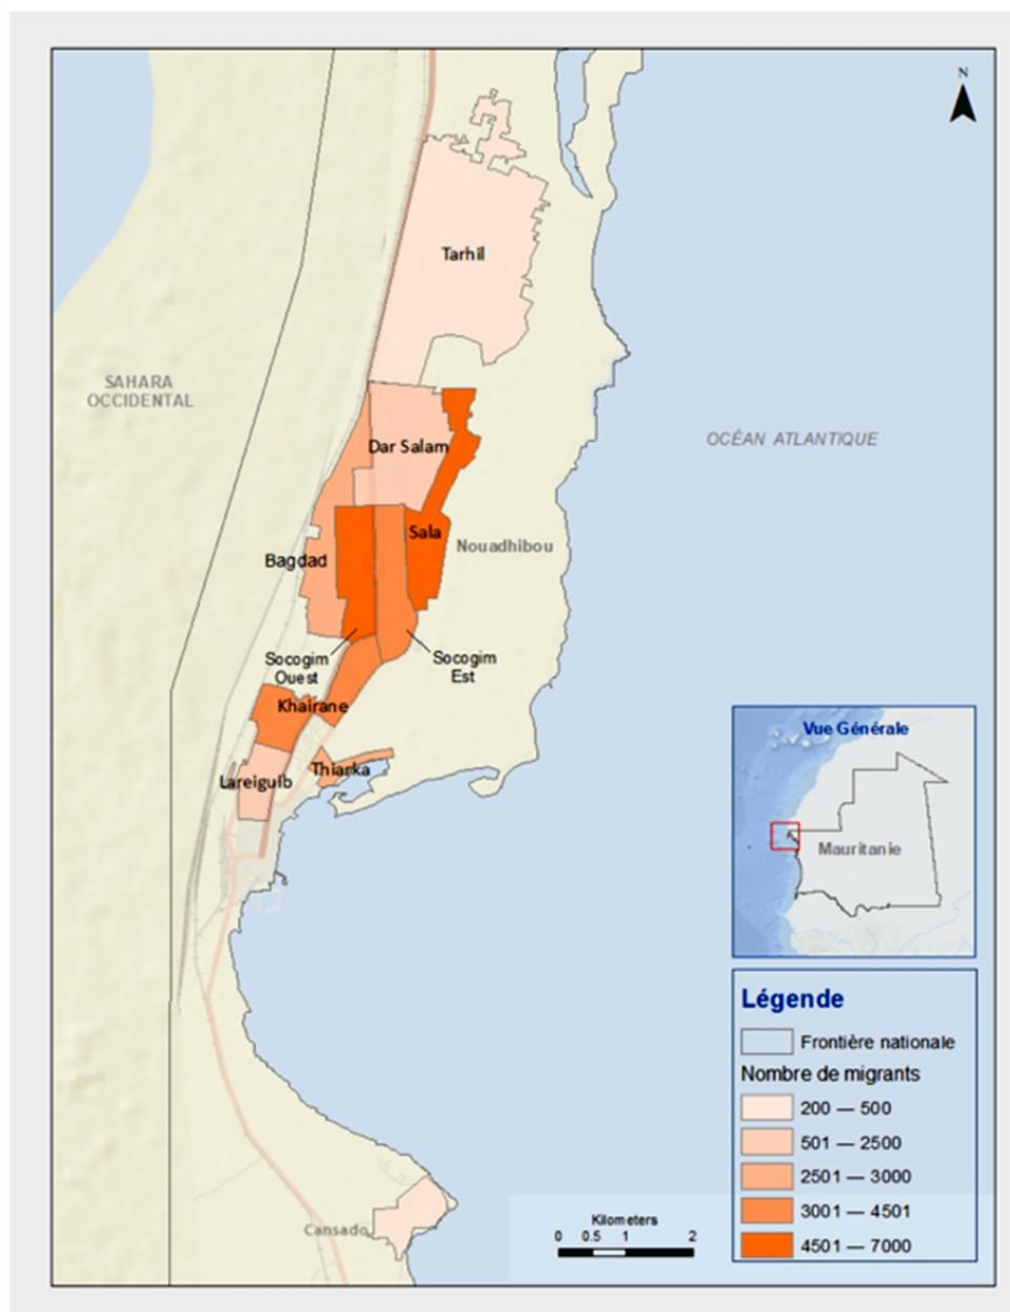 N
Tarhil
SAHARA
OCCIDENTAL
Dar Salam
OCÉAN ATLANTIQUE
Sala
Nouadhibou
Bagdad
Socogim
Ouest
Socogim
Est
Khairane
Thiarka
Lareiguib
Cansado
Vue Générale
Mauritanie
Légende
Frontière nationale
Nombre de migrants
200 — 500
501 — 2500
2501 — 3000
3001 — 4501
4501 — 7000
Kilometers
0 0.5 1 2